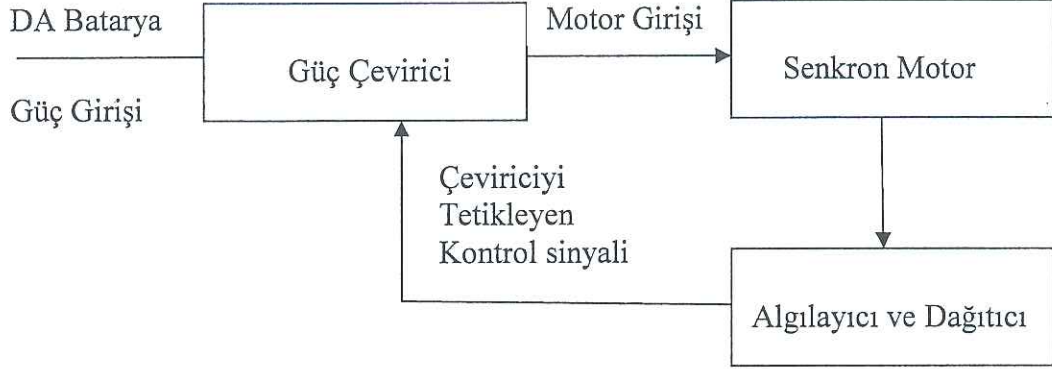 DA Batarya
Güç Girişi
Güç Çevirici
Motor Girişi
Senkron Motor
Çeviriciyi
Tetikleyen
Kontrol sinyali
Algılayıcı ve Dağıtıcı